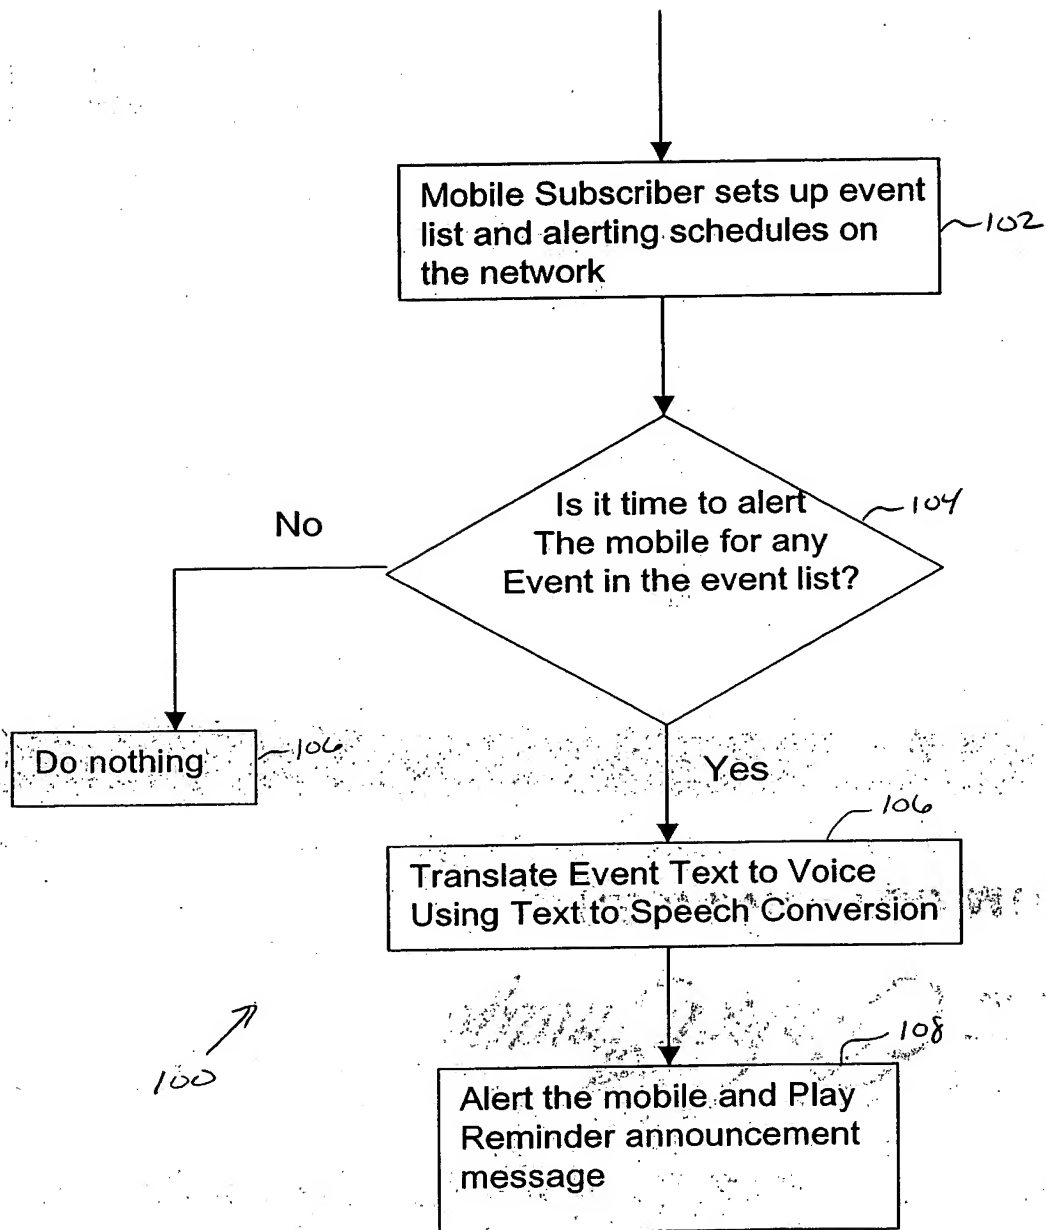 Mobile Subscriber sets up event
list and alerting schedules on
the network
102
Is it time to alert
The mobile for any
Event in the event list?
104
No
Do nothing
106
Yes
106
Translate Event Text to Voice
Using Text to Speech Conversion
108
Alert the mobile and Play
Reminder announcement
message
100